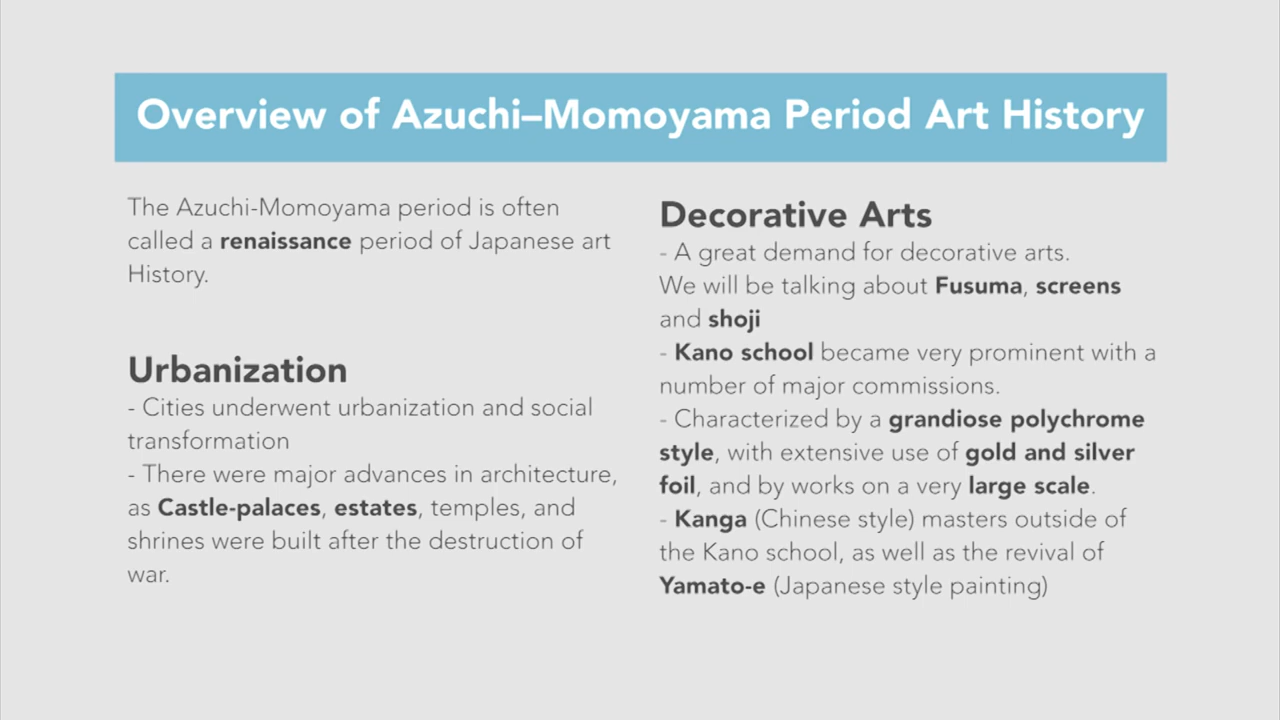 Overview of Azuchi–Momoyama Period Art History
The Azuchi-Momoyama period is often
called a renaissance period of Japanese art
History.
Urbanization
- Cities underwent urbanization and social
transformation
- There were major advances in architecture,
as Castle-palaces, estates, temples, and
shrines were built after the destruction of
war.
Decorative Arts
- A great demand for decorative arts.
We will be talking about Fusuma, screens
and shoji
- Kano school became very prominent with a
number of major commissions.
- Characterized by a grandiose polychrome
style, with extensive use of gold and silver
foil, and by works on a very large scale.
- Kanga (Chinese style) masters outside of
the Kano school, as well as the revival of
Yamato-e (Japanese style painting)